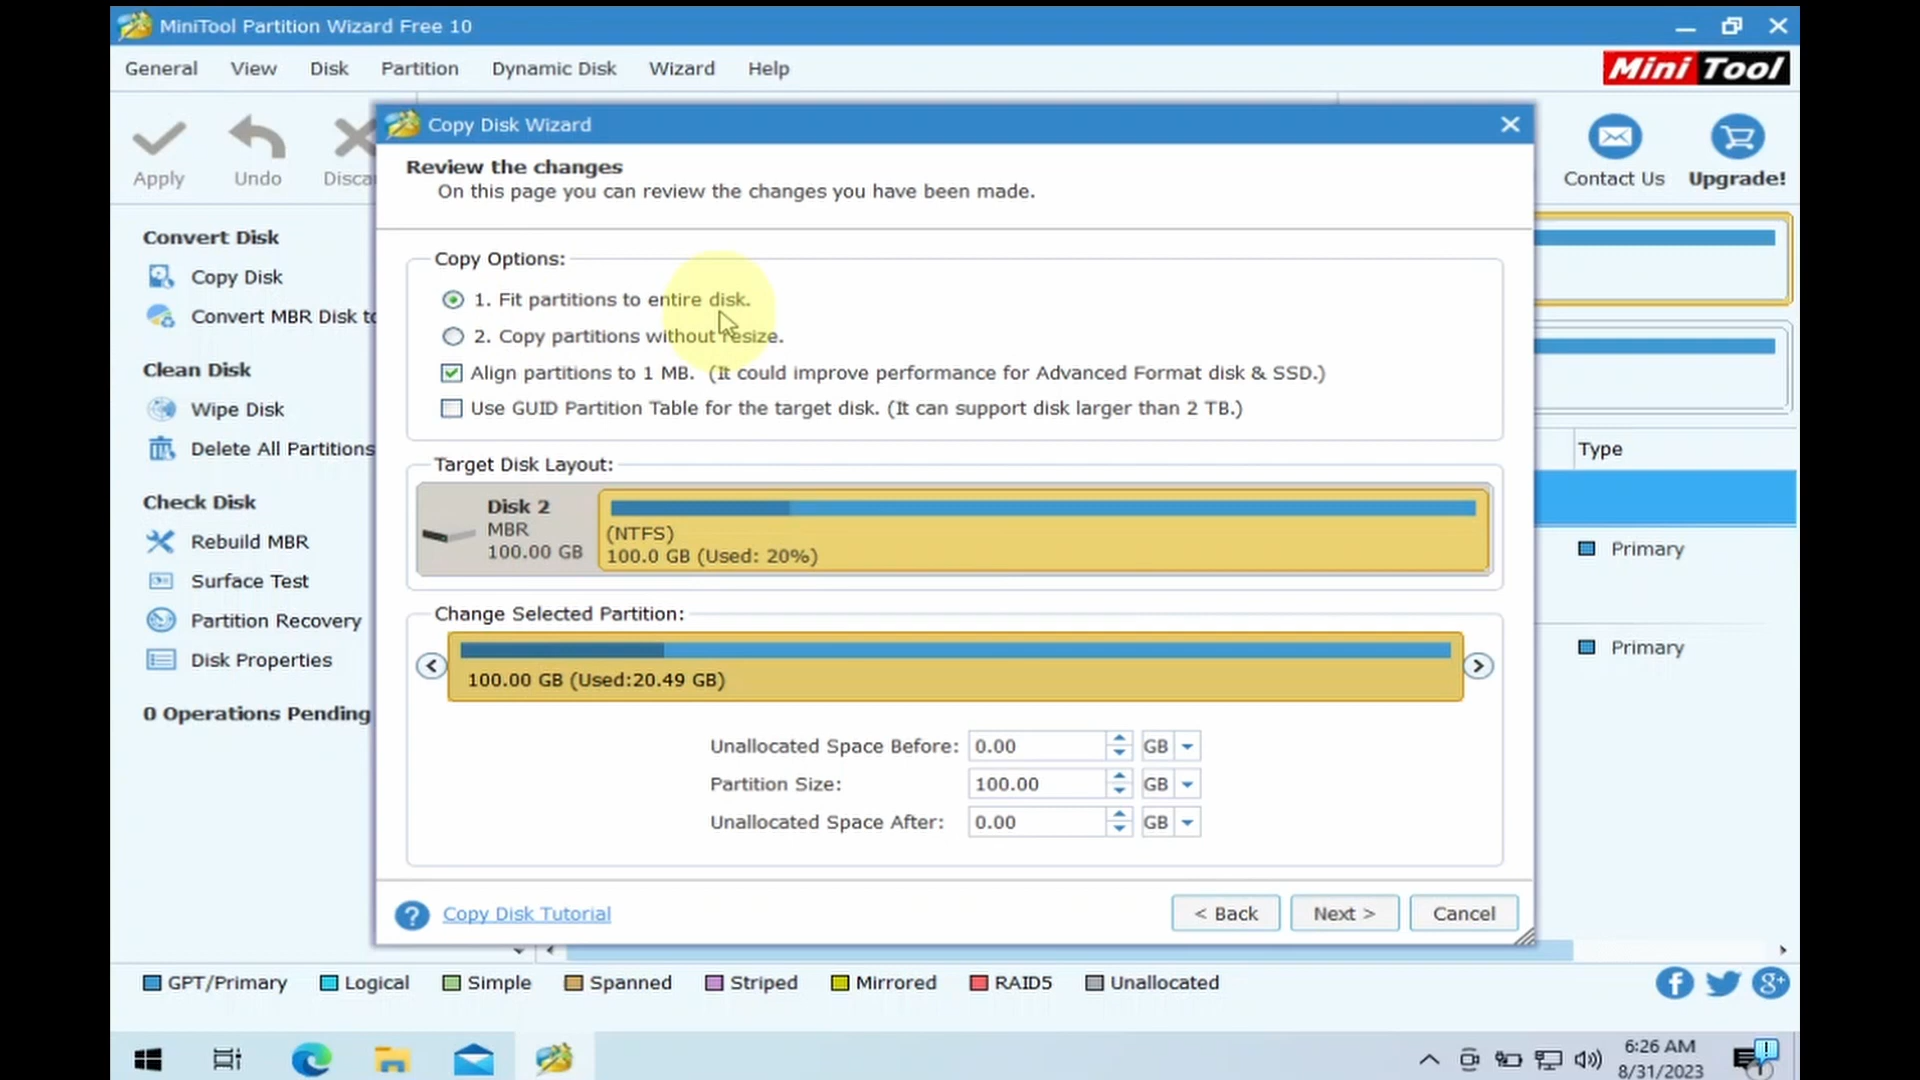 MiniTool Partition Wizard Free 10
General View Disk Partition Dynamic Disk Wizard Help
Mini Tool
Apply Undo Disca
Contact Us Upgrade!
Copy Disk Wizard
Review the changes
On this page you can review the changes you have been made.
Convert Disk
Copy Disk
Convert MBR Disk to
Clean Disk
Wipe Disk
Delete All Partitions
Check Disk
Rebuild MBR
Surface Test
Partition Recovery
Disk Properties
0 Operations Pending
Copy Options:
1. Fit partitions to entire disk.
2. Copy partitions without resize.
Align partitions to 1 MB. (It could improve performance for Advanced Format disk & SSD.)
Use GUID Partition Table for the target disk. (It can support disk larger than 2 TB.)
Target Disk Layout:
Disk 2
MBR
100.00 GB
(NTFS)
100.0 GB (Used: 20%)
Change Selected Partition:
100.00 GB (Used:20.49 GB)
Unallocated Space Before: 0.00 GB
Partition Size: 100.00 GB
Unallocated Space After: 0.00 GB
Copy Disk Tutorial
< Back Next > Cancel
Type
Primary
Primary
GPT/Primary Logical Simple Spanned Striped Mirrored RAID5 Unallocated
6:26 AM
8/31/2023